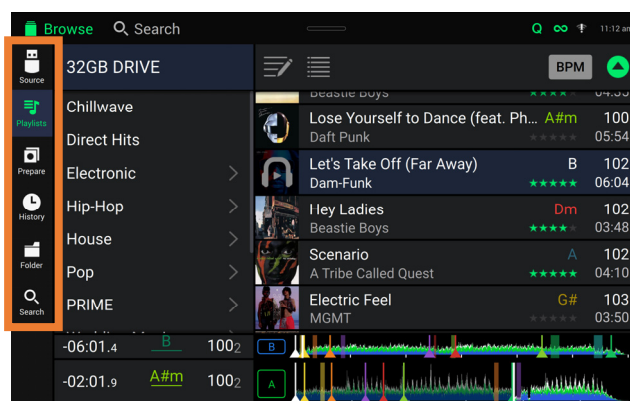 Browse Search Q 11:12 am
Source
Playlists
Prepare
History
Folder
Search
32GB DRIVE
Chillwave
Direct Hits
Electronic
Hip-Hop
House
Pop
PRIME
BPM
Beastie Boys 04:35
Lose Yourself to Dance (feat. Ph... A#m 100
Daft Punk 05:54
Let's Take Off (Far Away) B 102
Dam-Funk 06:04
Hey Ladies Dm 102
Beastie Boys 03:48
Scenario A 102
A Tribe Called Quest 04:10
Electric Feel G# 103
MGMT 03:50
-06:01.4 B 1002 B
-02:01.9 A#m 1002 A